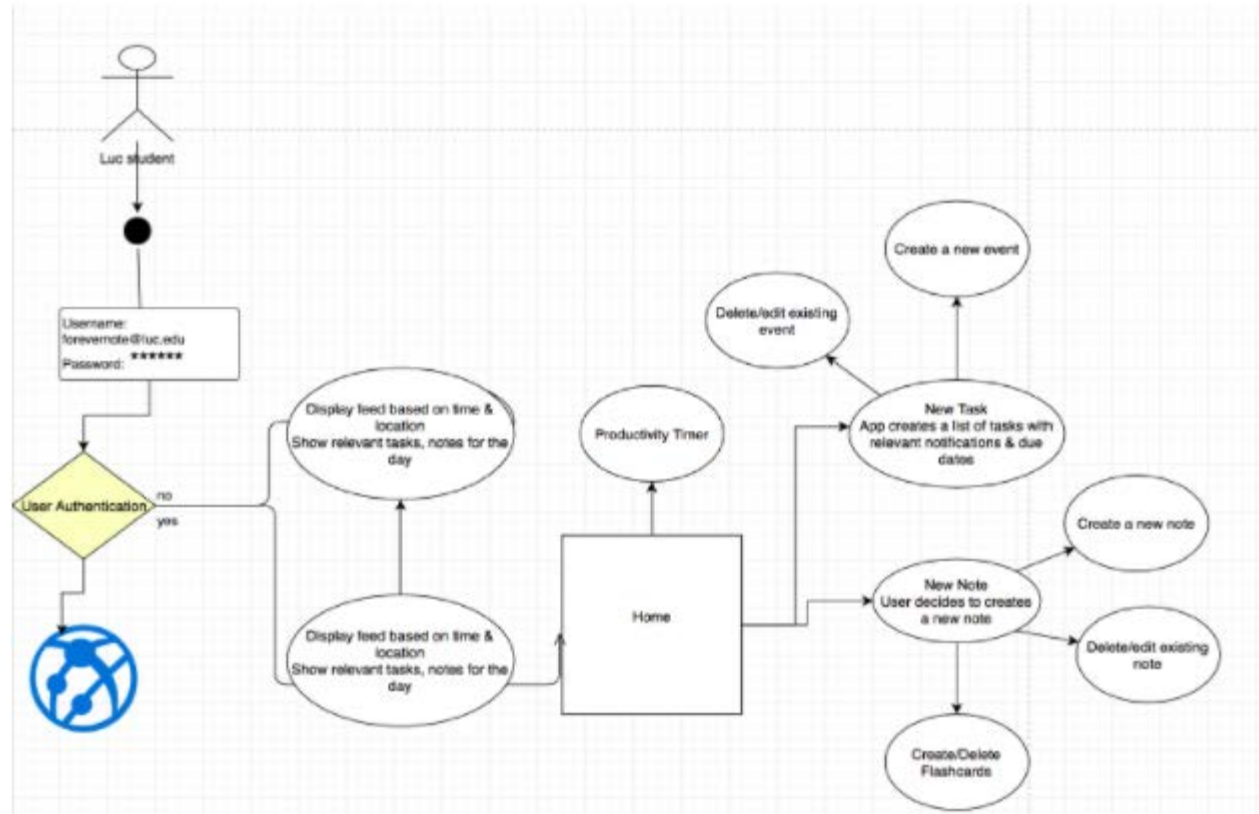 Luc student
Username:
forevernote@luc.edu
Password: ******
User Authentication
no
yes
Display feed based on time &
location
Show relevant tasks, notes for the
day
Display feed based on time &
location
Show relevant tasks, notes for the
day
Home
Productivity Timer
Delete/edit existing
event
Create a new event
New Task
App creates a list of tasks with
relevant notifications & due
dates
New Note
User decides to creates
a new note
Create a new note
Delete/edit existing
note
Create/Delete
Flashcards